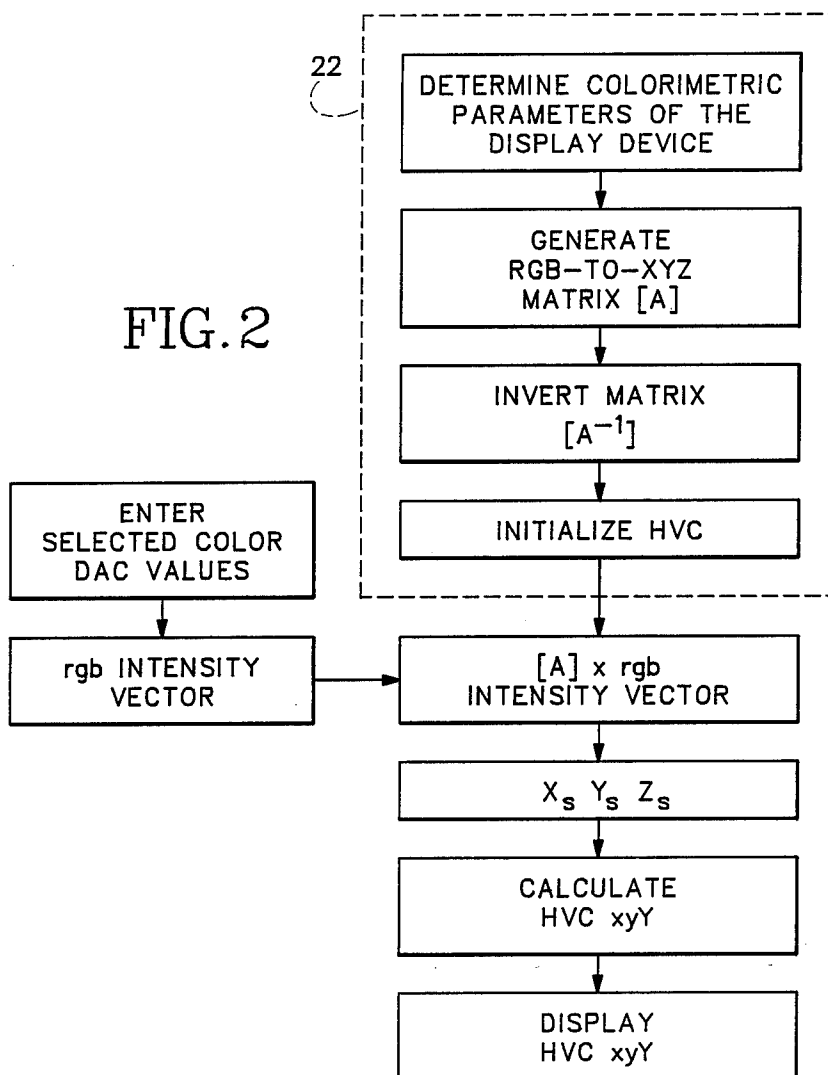 22
DETERMINE COLORIMETRIC
PARAMETERS OF THE
DISPLAY DEVICE
GENERATE
RGB-TO-XYZ
MATRIX [A]
FIG. 2
INVERT MATRIX
[A⁻¹]
INITIALIZE HVC
ENTER
SELECTED COLOR
DAC VALUES
rgb INTENSITY
VECTOR
[A] x rgb
INTENSITY VECTOR
Xₛ Yₛ Zₛ
CALCULATE
HVC xyY
DISPLAY
HVC xyY